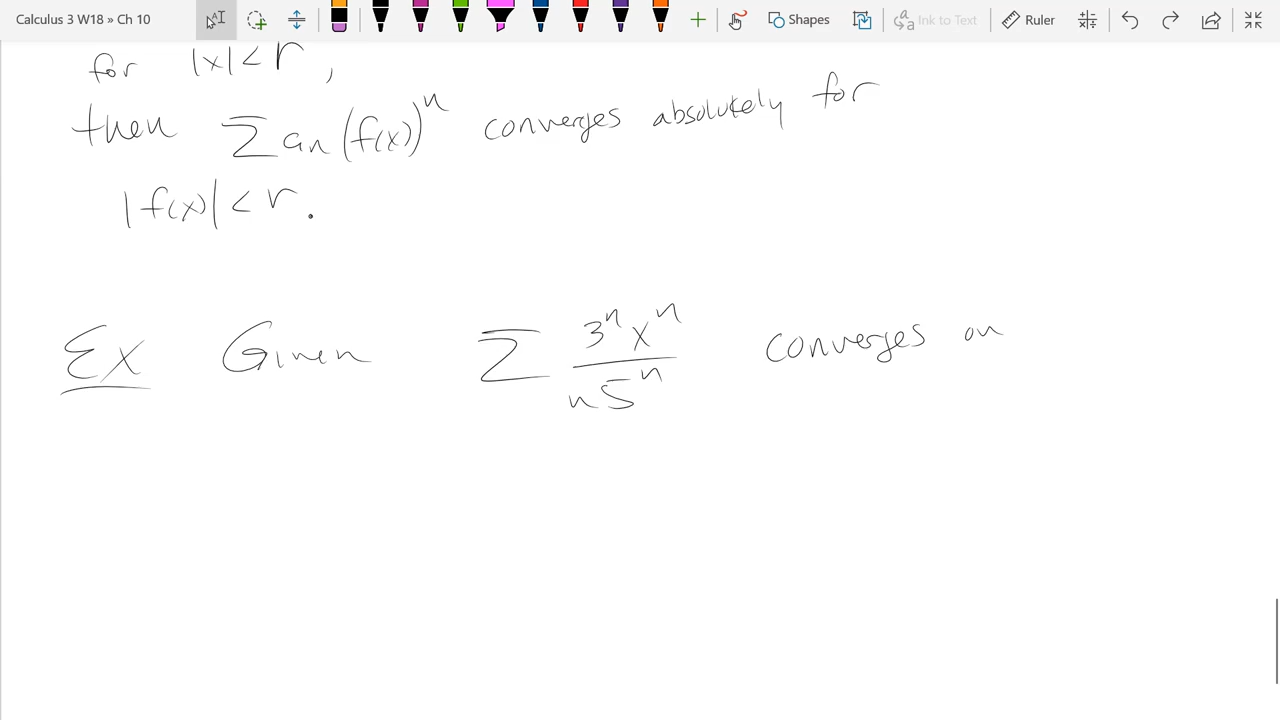 Calculus 3 W18 » Ch 10
Shapes
Ink to Text
Ruler
for |x| < r,
then Σ an (f(x))^n converges absolutely for
|f(x)| < r.
Ex Given Σ 3^n x^n / n5^n converges on